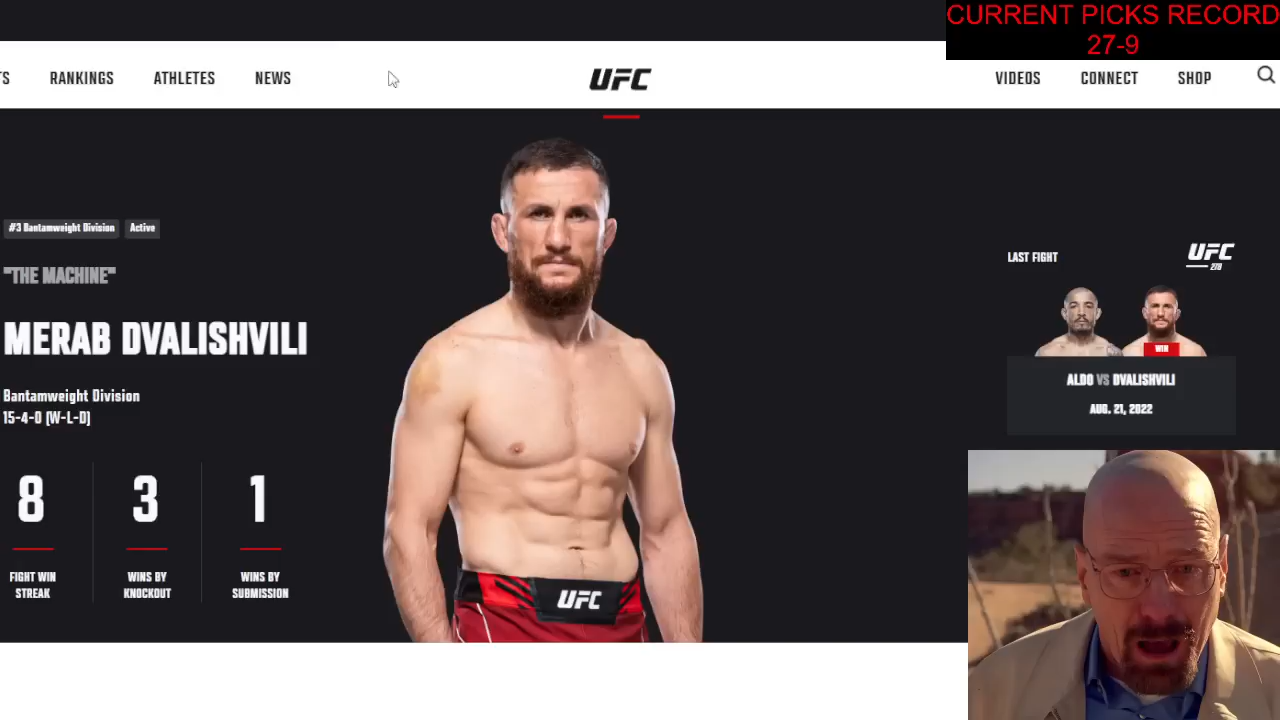 CURRENT PICKS RECORD
27-9
RANKINGS
ATHLETES
NEWS
UFC
VIDEOS
CONNECT
SHOP
#3 Bantamweight Division
Active
"THE MACHINE"
MERAB DVALISHVILI
Bantamweight Division
15-4-0 (W-L-D)
8
FIGHT WIN
STREAK
3
WINS BY
KNOCKOUT
1
WINS BY
SUBMISSION
UFC
LAST FIGHT
UFC
278
WIN
ALDO VS DVALISHVILI
AUG. 21, 2022